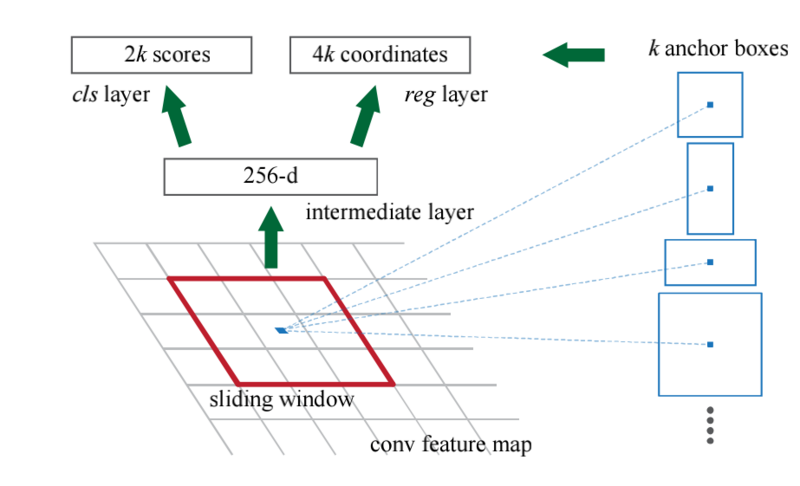 2k scores
4k coordinates
k anchor boxes
cls layer
reg layer
256-d
intermediate layer
sliding window
conv feature map